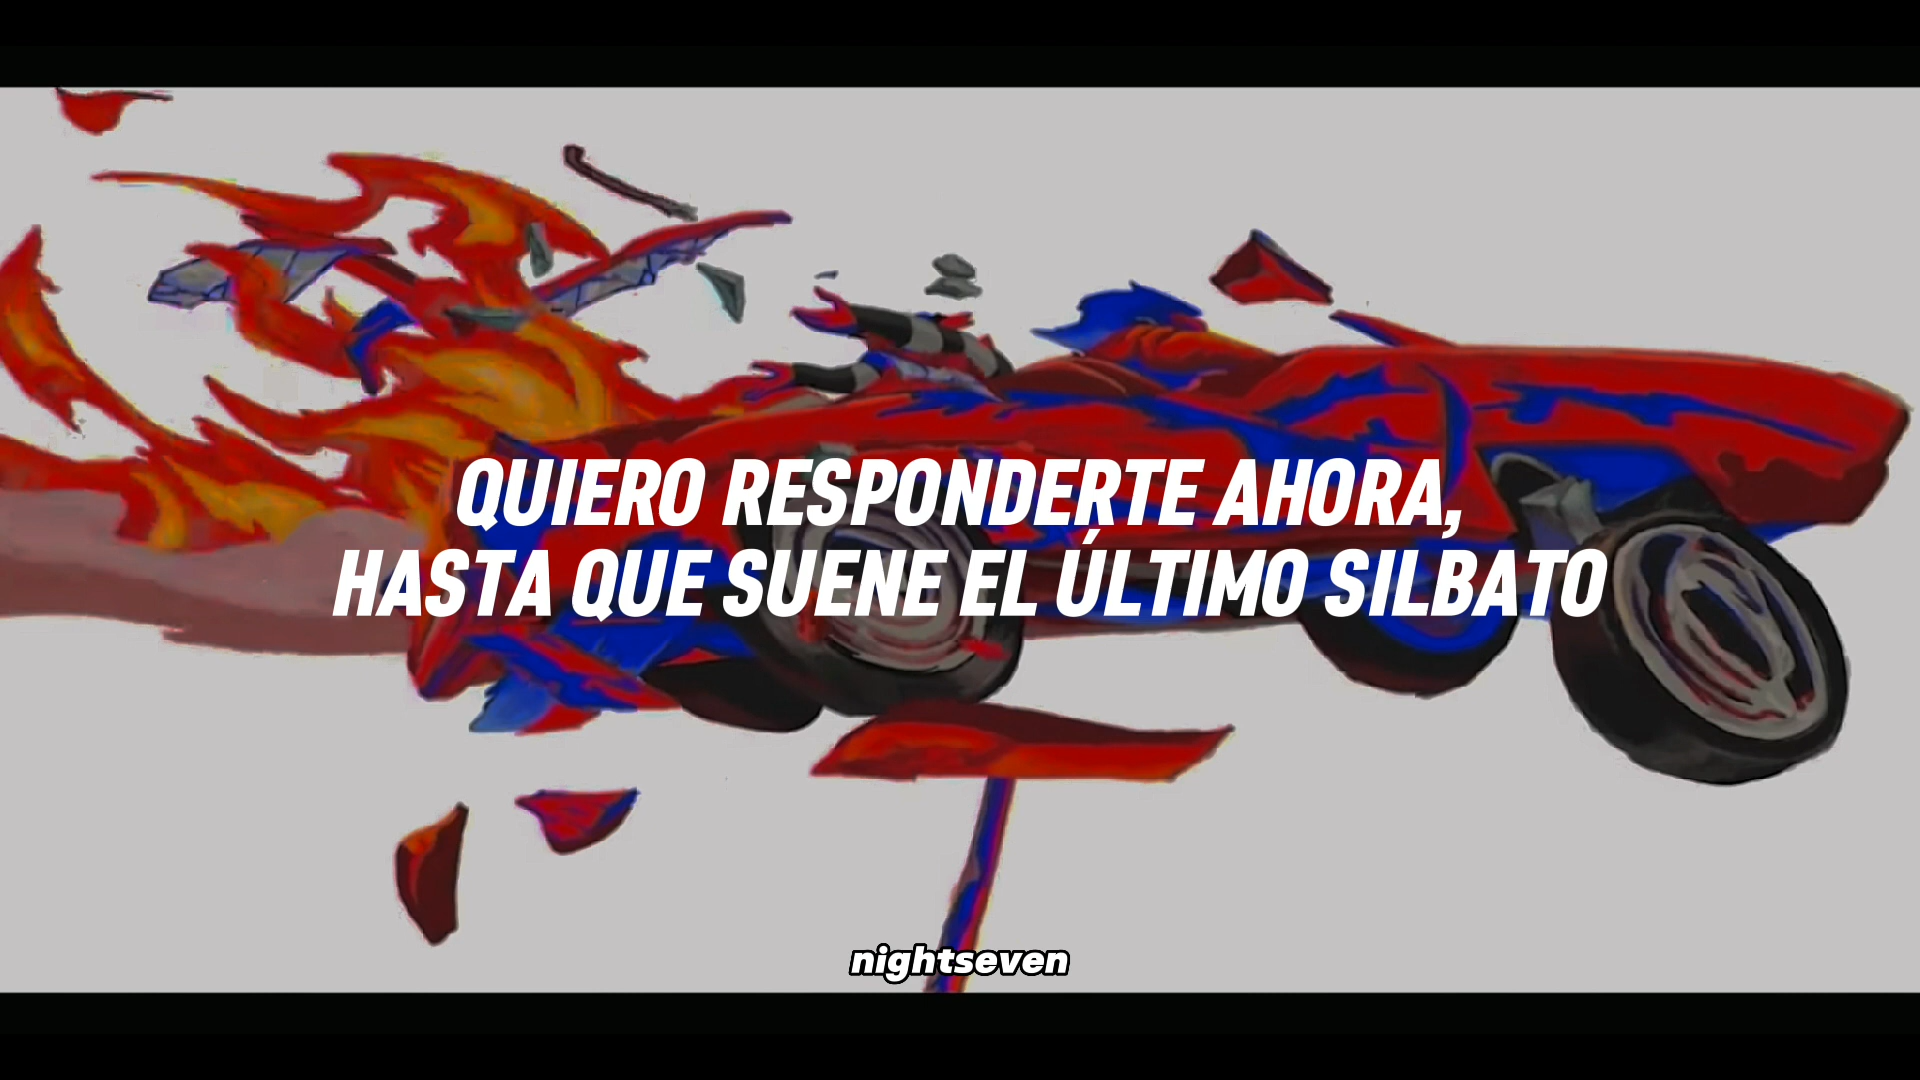 QUIERO RESPONDERTE AHORA,
HASTA QUE SUENE EL ÚLTIMO SILBATO
nightseven